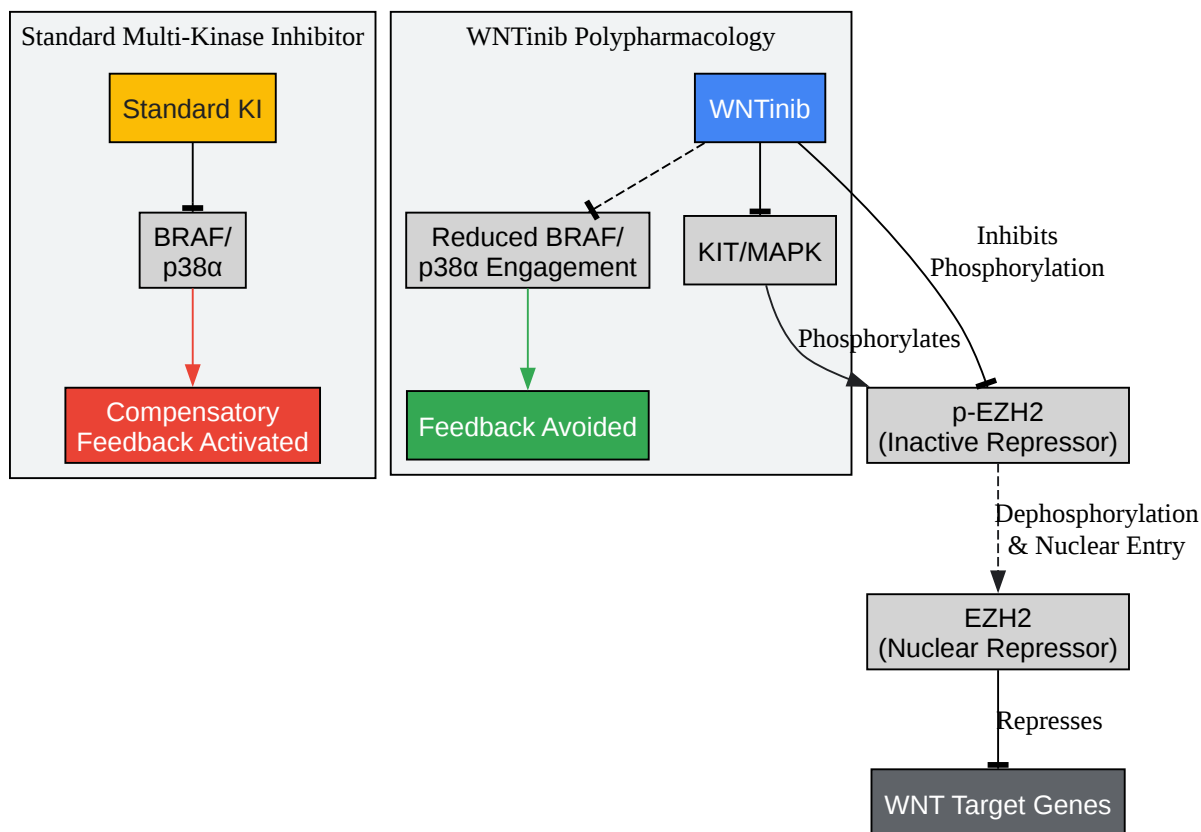 Standard Multi-Kinase Inhibitor
Standard KI
BRAF/
p38α
Compensatory
Feedback Activated
WNTinib Polypharmacology
WNTinib
Reduced BRAF/
p38α Engagement
KIT/MAPK
Inhibits
Phosphorylation
Phosphorylates
Feedback Avoided
p-EZH2
(Inactive Repressor)
Dephosphorylation
& Nuclear Entry
EZH2
(Nuclear Repressor)
Represses
WNT Target Genes